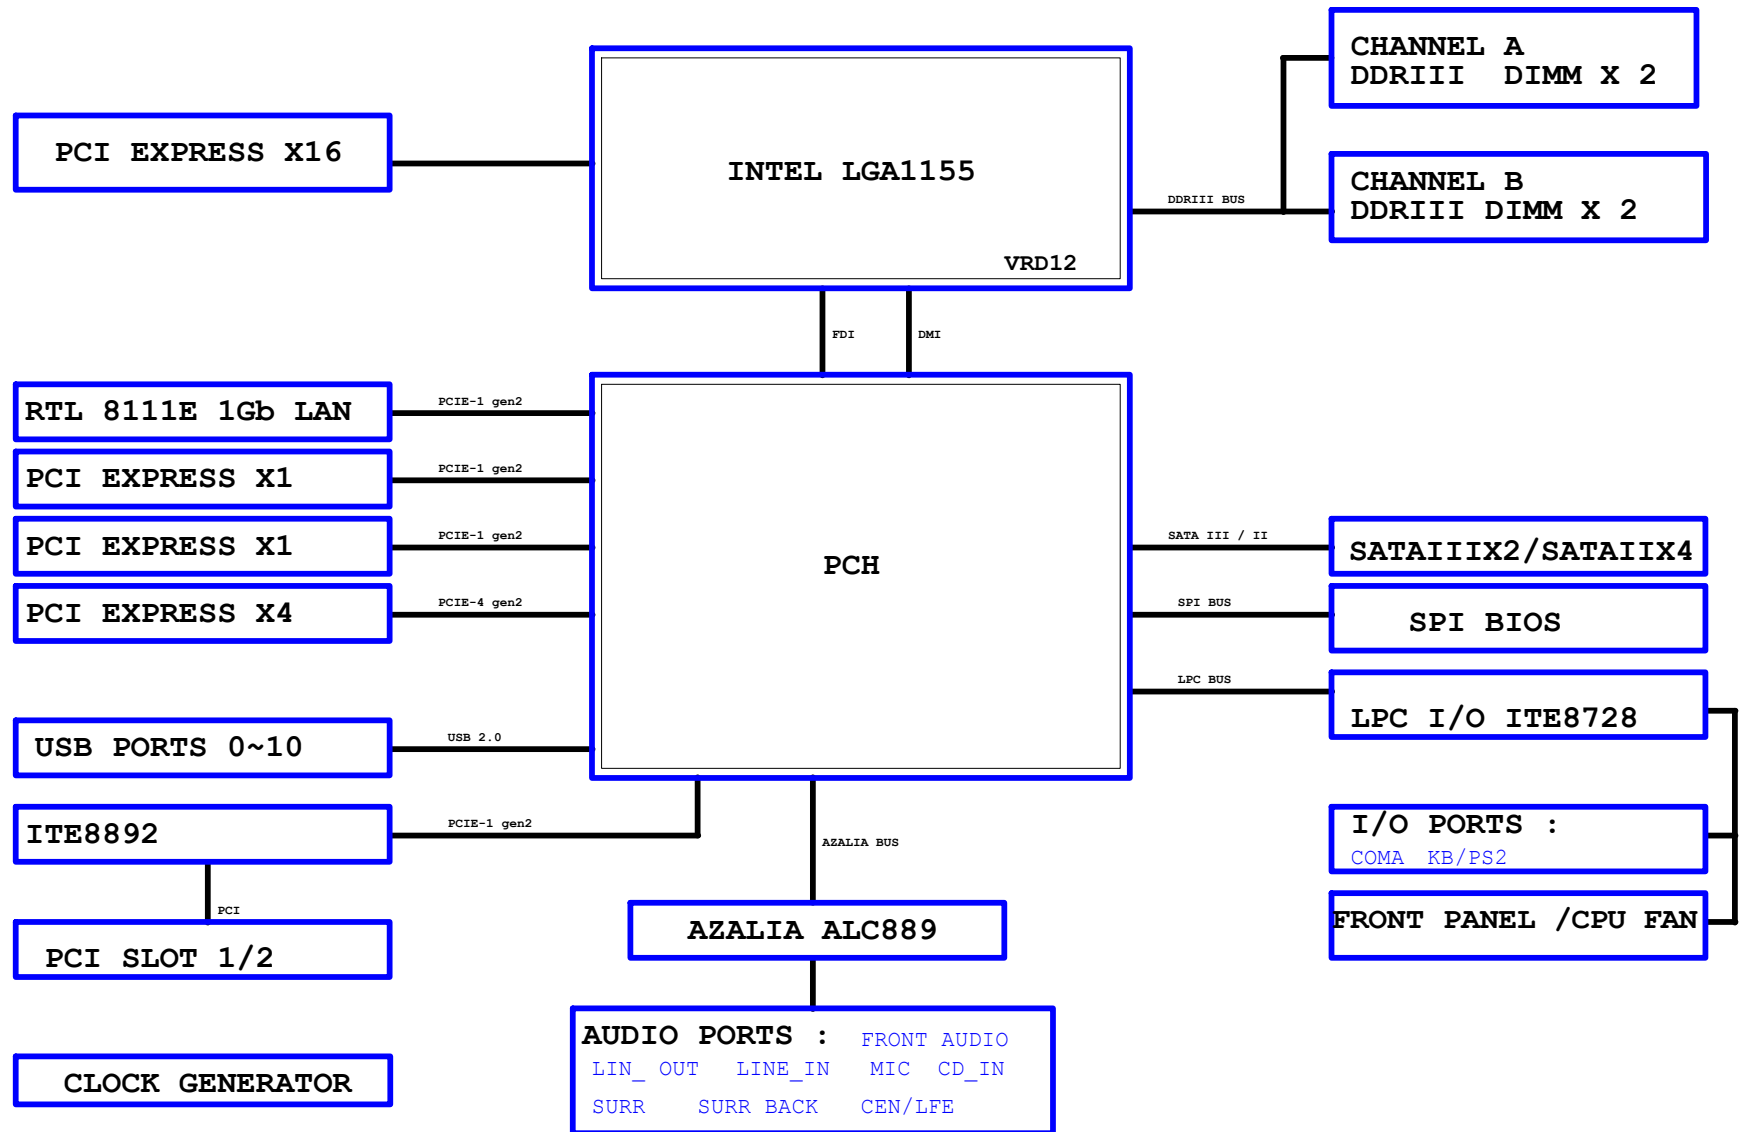 CHANNEL A
DDRIII DIMM X 2
PCI EXPRESS X16
INTEL LGA1155
CHANNEL B
DDRIII DIMM X 2
DDRIII BUS
VRD12
FDI
DMI
RTL 8111E 1Gb LAN
PCIE-1 gen2
PCI EXPRESS X1
PCIE-1 gen2
PCI EXPRESS X1
PCIE-1 gen2
PCH
SATA III / II
SATAIIIX2/SATAIIX4
PCI EXPRESS X4
PCIE-4 gen2
SPI BUS
SPI BIOS
LPC BUS
LPC I/O ITE8728
USB PORTS 0~10
USB 2.0
ITE8892
PCIE-1 gen2
AZALIA BUS
I/O PORTS :
COMA KB/PS2
PCI
AZALIA ALC889
FRONT PANEL /CPU FAN
PCI SLOT 1/2
AUDIO PORTS : FRONT AUDIO
LIN_ OUT LINE_IN MIC CD_IN
SURR SURR BACK CEN/LFE
CLOCK GENERATOR